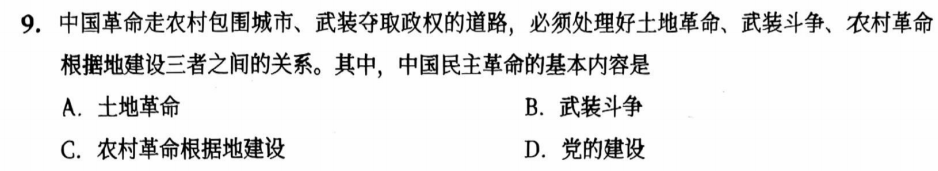 9. 中国革命走农村包围城市、武装夺取政权的道路，必须处理好土地革命、武装斗争、农村革命
根据地建设三者之间的关系。其中，中国民主革命的基本内容是
A. 土地革命 B. 武装斗争
C. 农村革命根据地建设 D. 党的建设